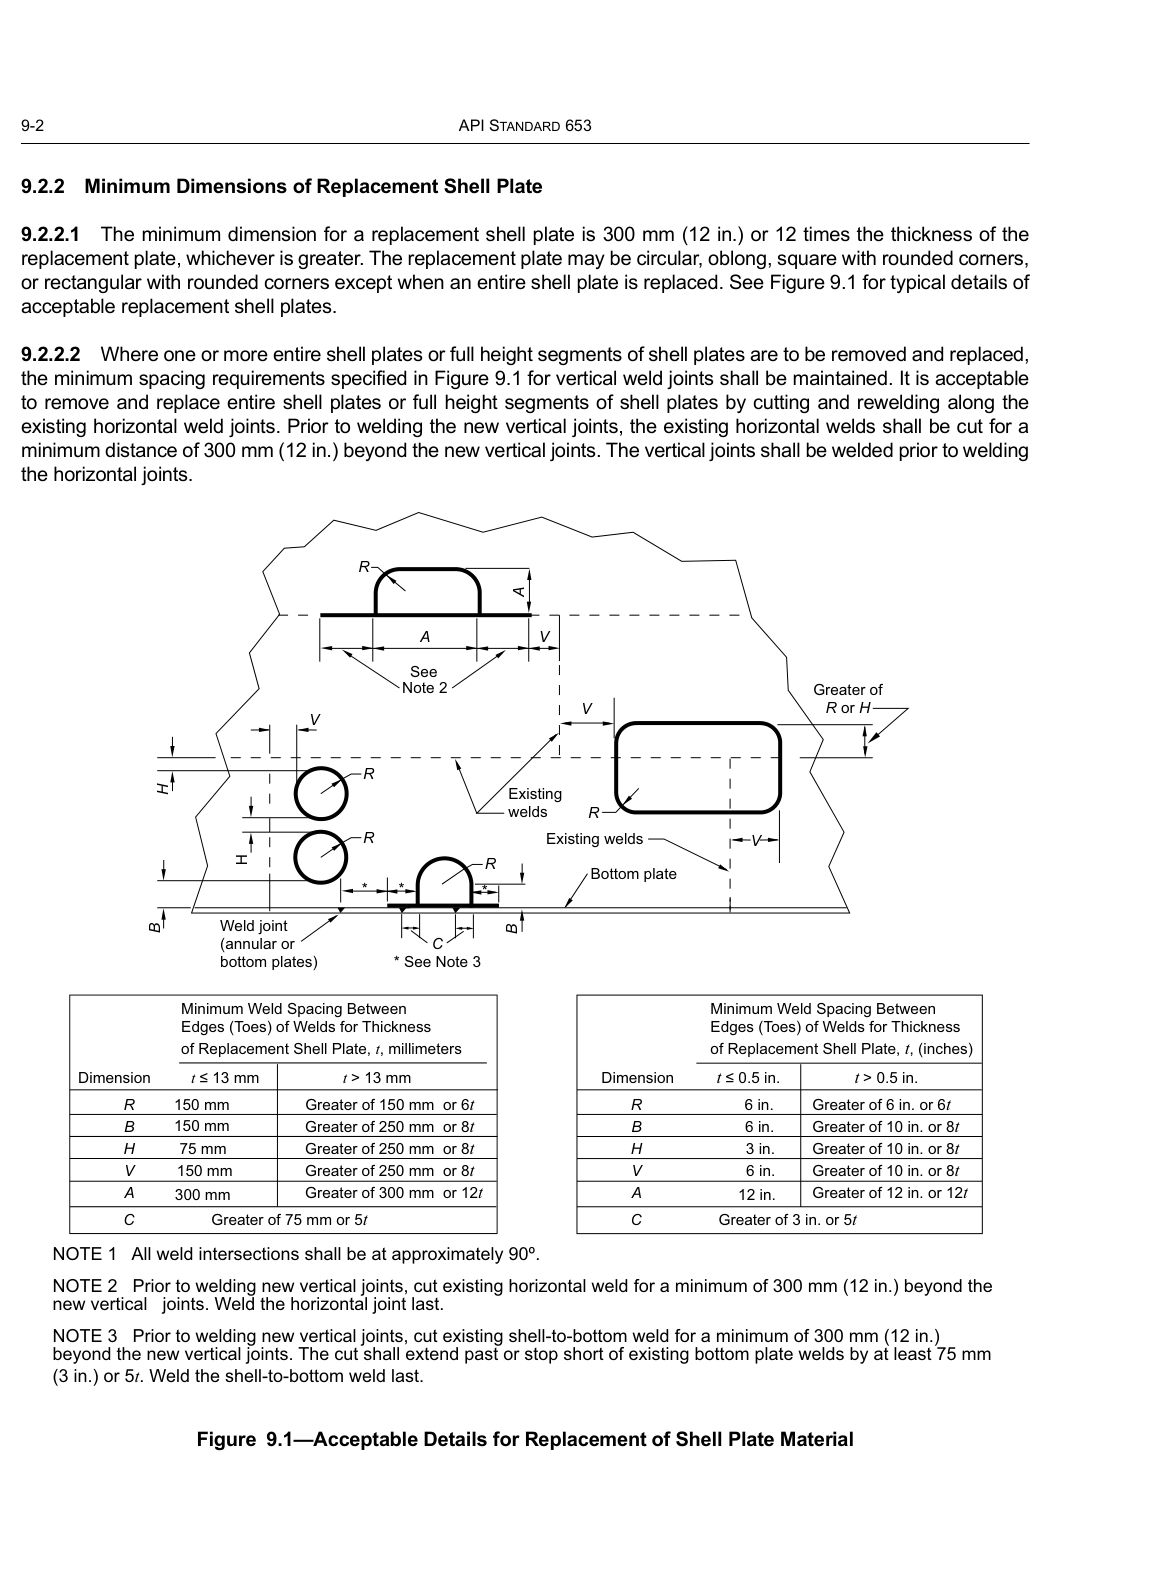 9-2 API STANDARD 653
9.2.2 Minimum Dimensions of Replacement Shell Plate
9.2.2.1 The minimum dimension for a replacement shell plate is 300 mm (12 in.) or 12 times the thickness of the
replacement plate, whichever is greater. The replacement plate may be circular, oblong, square with rounded corners,
or rectangular with rounded corners except when an entire shell plate is replaced. See Figure 9.1 for typical details of
acceptable replacement shell plates.
9.2.2.2 Where one or more entire shell plates or full height segments of shell plates are to be removed and replaced,
the minimum spacing requirements specified in Figure 9.1 for vertical weld joints shall be maintained. It is acceptable
to remove and replace entire shell plates or full height segments of shell plates by cutting and rewelding along the
existing horizontal weld joints. Prior to welding the new vertical joints, the existing horizontal welds shall be cut for a
minimum distance of 300 mm (12 in.) beyond the new vertical joints. The vertical joints shall be welded prior to welding
the horizontal joints.
R
A
A
V
See
Note 2
Greater of
R or H
V
V
R
H
Existing
welds
R
R
Existing welds
V
H
R
Bottom plate
* * *
B
Weld joint
(annular or
bottom plates)
C
B
* See Note 3
Minimum Weld Spacing Between
Edges (Toes) of Welds for Thickness
of Replacement Shell Plate, t, millimeters
Dimension t ≤ 13 mm t > 13 mm
R 150 mm Greater of 150 mm or 6t
B 150 mm Greater of 250 mm or 8t
H 75 mm Greater of 250 mm or 8t
V 150 mm Greater of 250 mm or 8t
A 300 mm Greater of 300 mm or 12t
C Greater of 75 mm or 5t
Minimum Weld Spacing Between
Edges (Toes) of Welds for Thickness
of Replacement Shell Plate, t, (inches)
Dimension t ≤ 0.5 in. t > 0.5 in.
R 6 in. Greater of 6 in. or 6t
B 6 in. Greater of 10 in. or 8t
H 3 in. Greater of 10 in. or 8t
V 6 in. Greater of 10 in. or 8t
A 12 in. Greater of 12 in. or 12t
C Greater of 3 in. or 5t
NOTE 1 All weld intersections shall be at approximately 90º.
NOTE 2 Prior to welding new vertical joints, cut existing horizontal weld for a minimum of 300 mm (12 in.) beyond the
new vertical joints. Weld the horizontal joint last.
NOTE 3 Prior to welding new vertical joints, cut existing shell-to-bottom weld for a minimum of 300 mm (12 in.)
beyond the new vertical joints. The cut shall extend past or stop short of existing bottom plate welds by at least 75 mm
(3 in.) or 5t. Weld the shell-to-bottom weld last.
Figure 9.1—Acceptable Details for Replacement of Shell Plate Material